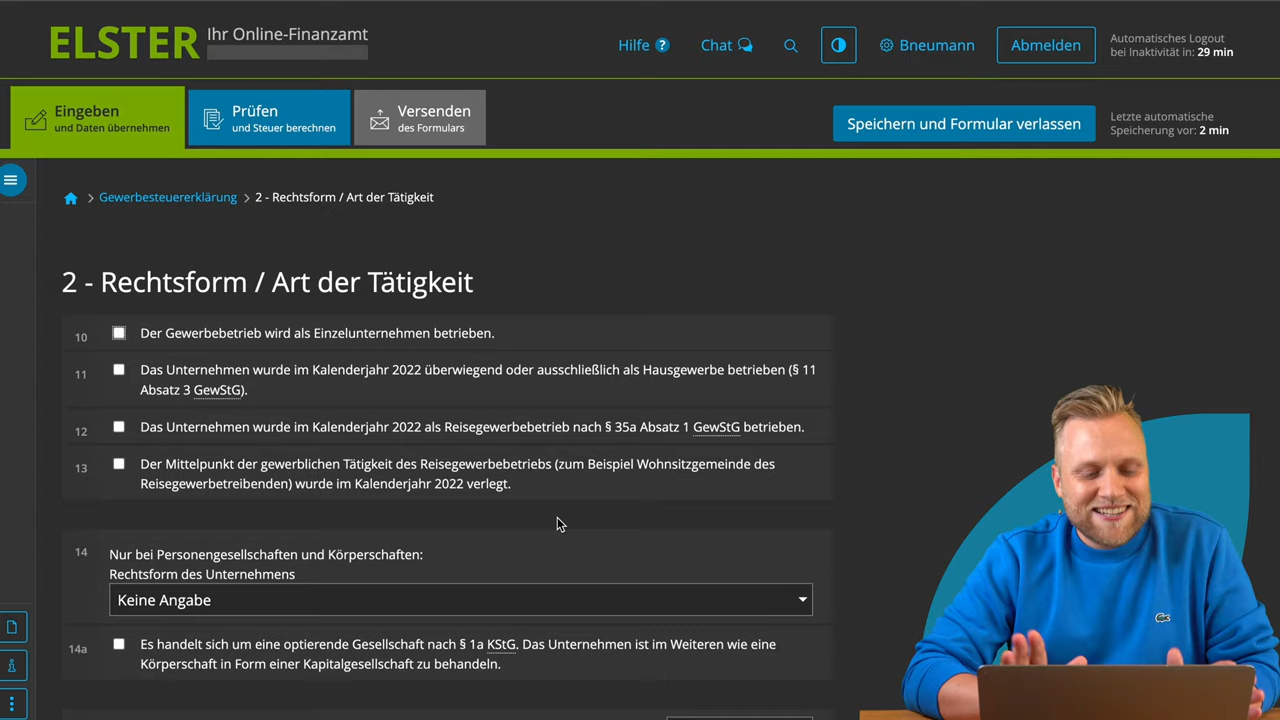 ELSTER
Ihr Online-Finanzamt
Hilfe ?
Chat
Bneumann
Abmelden
Automatisches Logout
bei Inaktivität in: 29 min
Eingeben
und Daten übernehmen
Prüfen
und Steuer berechnen
Versenden
des Formulars
Speichern und Formular verlassen
Letzte automatische
Speicherung vor: 2 min
Gewerbesteuererklärung > 2 - Rechtsform / Art der Tätigkeit
2 - Rechtsform / Art der Tätigkeit
10 Der Gewerbebetrieb wird als Einzelunternehmen betrieben.
11 Das Unternehmen wurde im Kalenderjahr 2022 überwiegend oder ausschließlich als Hausgewerbe betrieben (§ 11
Absatz 3 GewStG).
12 Das Unternehmen wurde im Kalenderjahr 2022 als Reisegewerbebetrieb nach § 35a Absatz 1 GewStG betrieben.
13 Der Mittelpunkt der gewerblichen Tätigkeit des Reisegewerbebetriebs (zum Beispiel Wohnsitzgemeinde des
Reisegewerbetreibenden) wurde im Kalenderjahr 2022 verlegt.
14 Nur bei Personengesellschaften und Körperschaften:
Rechtsform des Unternehmens
Keine Angabe
14a Es handelt sich um eine optierende Gesellschaft nach § 1a KStG. Das Unternehmen ist im Weiteren wie eine
Körperschaft in Form einer Kapitalgesellschaft zu behandeln.